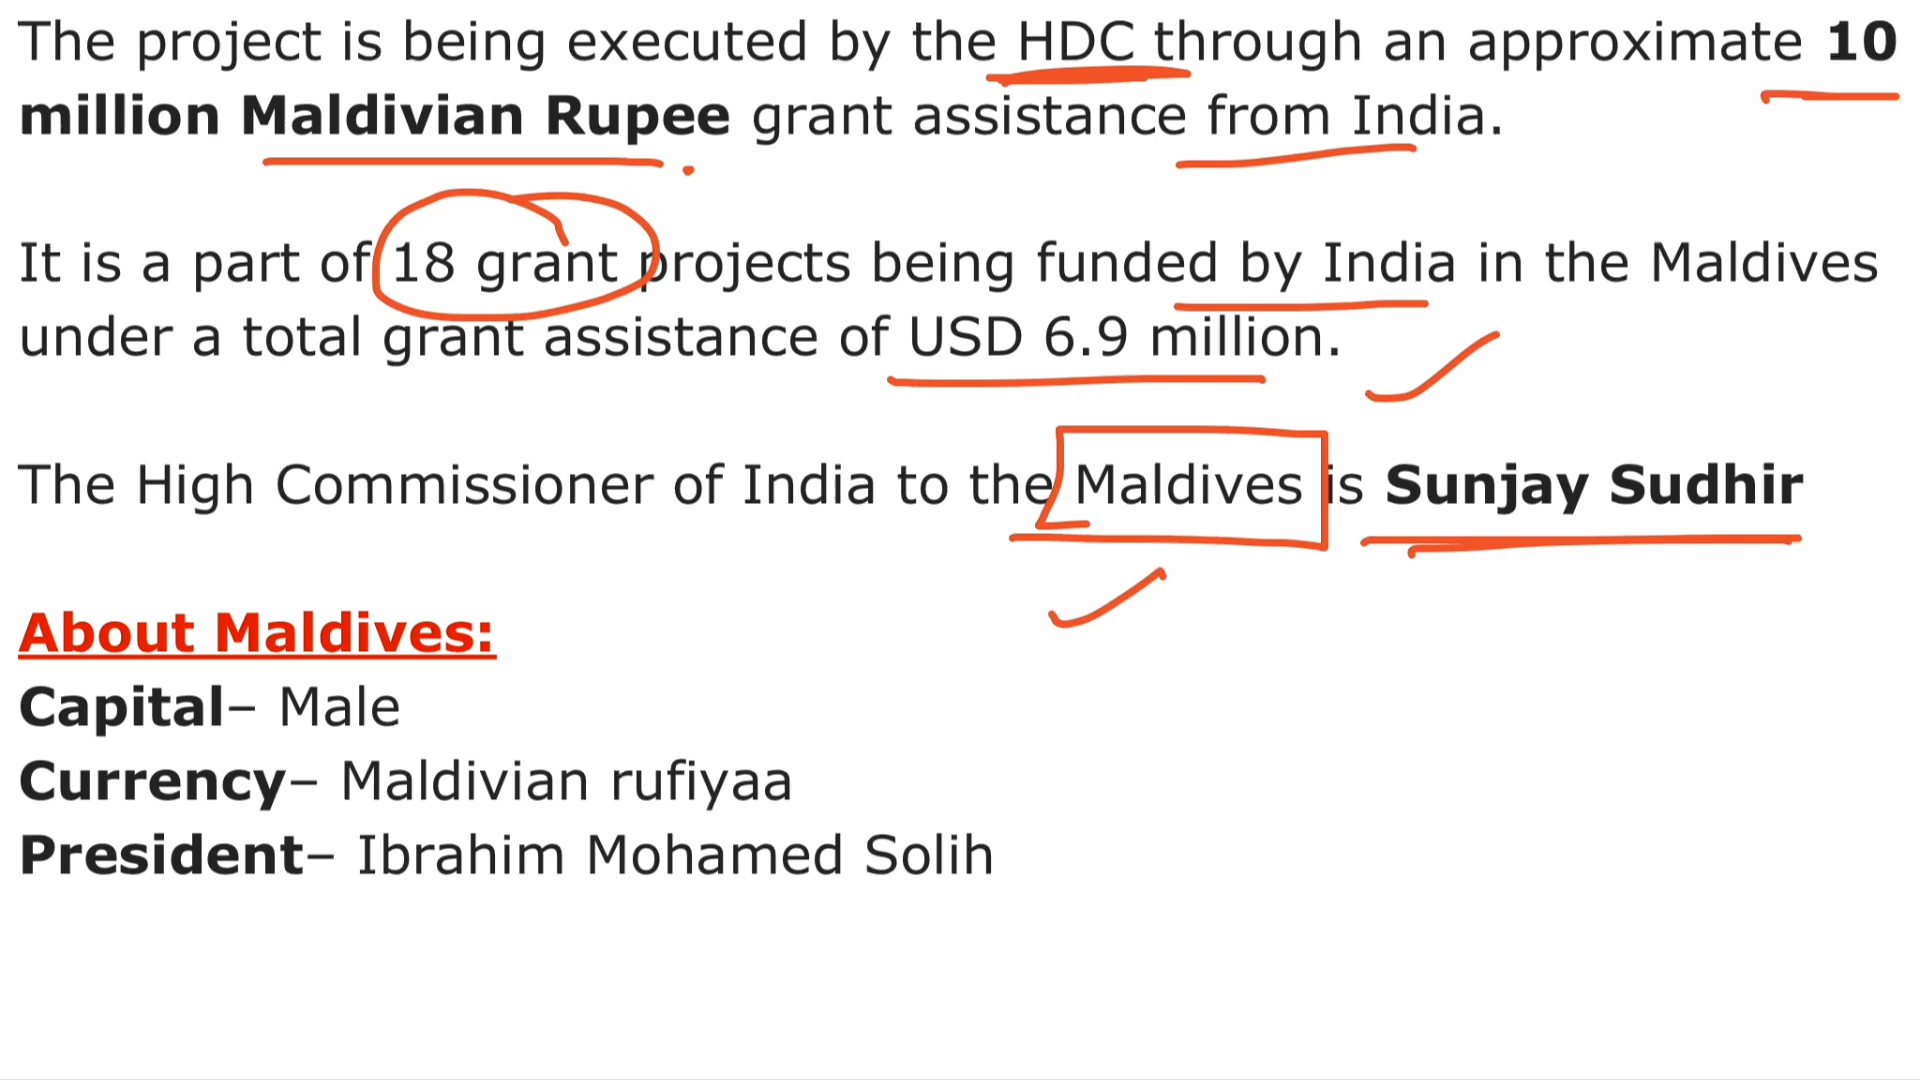 The project is being executed by the HDC through an approximate 10
million Maldivian Rupee grant assistance from India.
It is a part of 18 grant projects being funded by India in the Maldives
under a total grant assistance of USD 6.9 million.
The High Commissioner of India to the Maldives is Sunjay Sudhir
About Maldives:
Capital– Male
Currency– Maldivian rufiyaa
President– Ibrahim Mohamed Solih